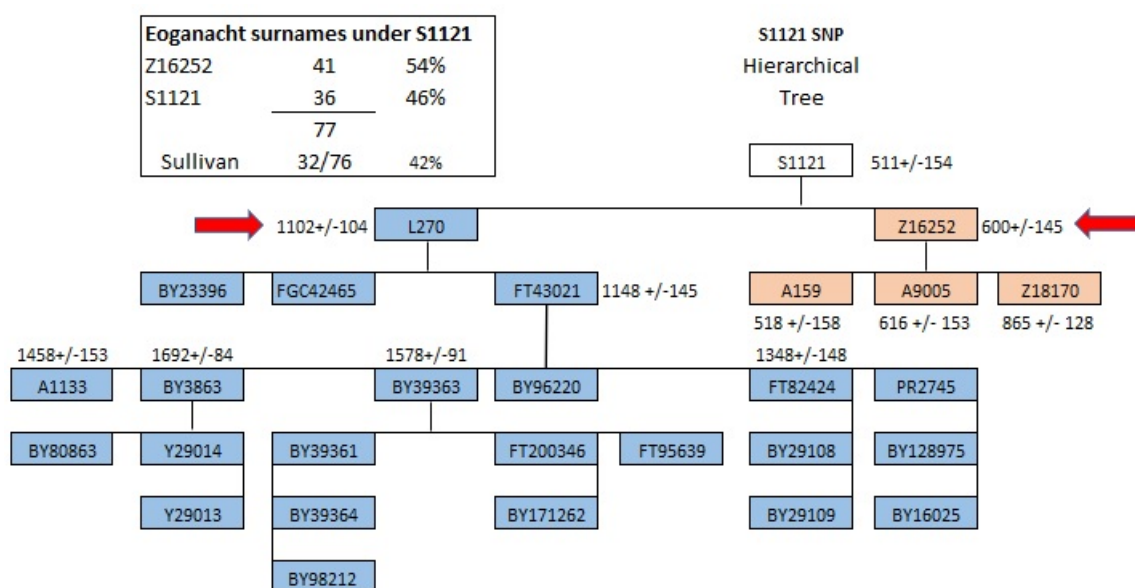 Eoganacht surnames under S1121
Z16252 41 54%
S1121 36 46%
77
Sullivan 32/76 42%
S1121 SNP
Hierarchical
Tree
S1121 511+/-154
1102+/-104 L270 Z16252 600+/-145
BY23396 FGC42465 FT43021 1148 +/-145 A159 A9005 Z18170
518 +/-158 616 +/- 153 865 +/- 128
1458+/-153 1692+/-84 1578+/-91 1348+/-148
A1133 BY3863 BY39363 BY96220 FT82424 PR2745
BY80863 Y29014 BY39361 FT200346 FT95639 BY29108 BY128975
Y29013 BY39364 BY171262 BY29109 BY16025
BY98212